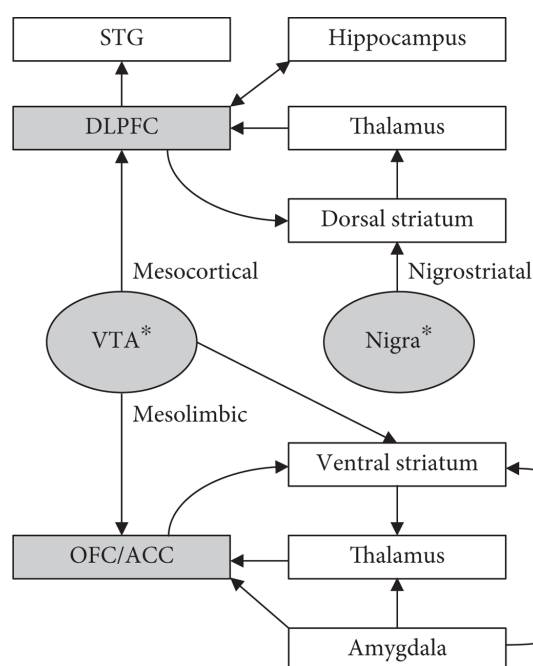 STG
Hippocampus
DLPFC
Thalamus
Dorsal striatum
Mesocortical
Nigrostriatal
VTA*
Nigra*
Mesolimbic
Ventral striatum
OFC/ACC
Thalamus
Amygdala